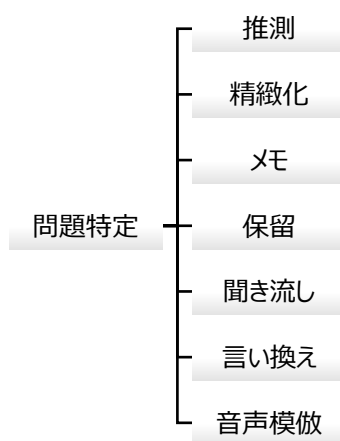 推測
精緻化
メモ
問題特定
保留
聞き流し
言い換え
音声模倣